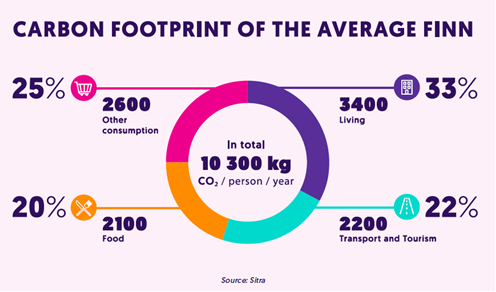 CARBON FOOTPRINT OF THE AVERAGE FINN
25%
2600
Other
consumption
3400
Living
33%
In total
10 300 kg
CO₂ / person / year
20%
2100
Food
2200
Transport and Tourism
22%
Source: Sitra